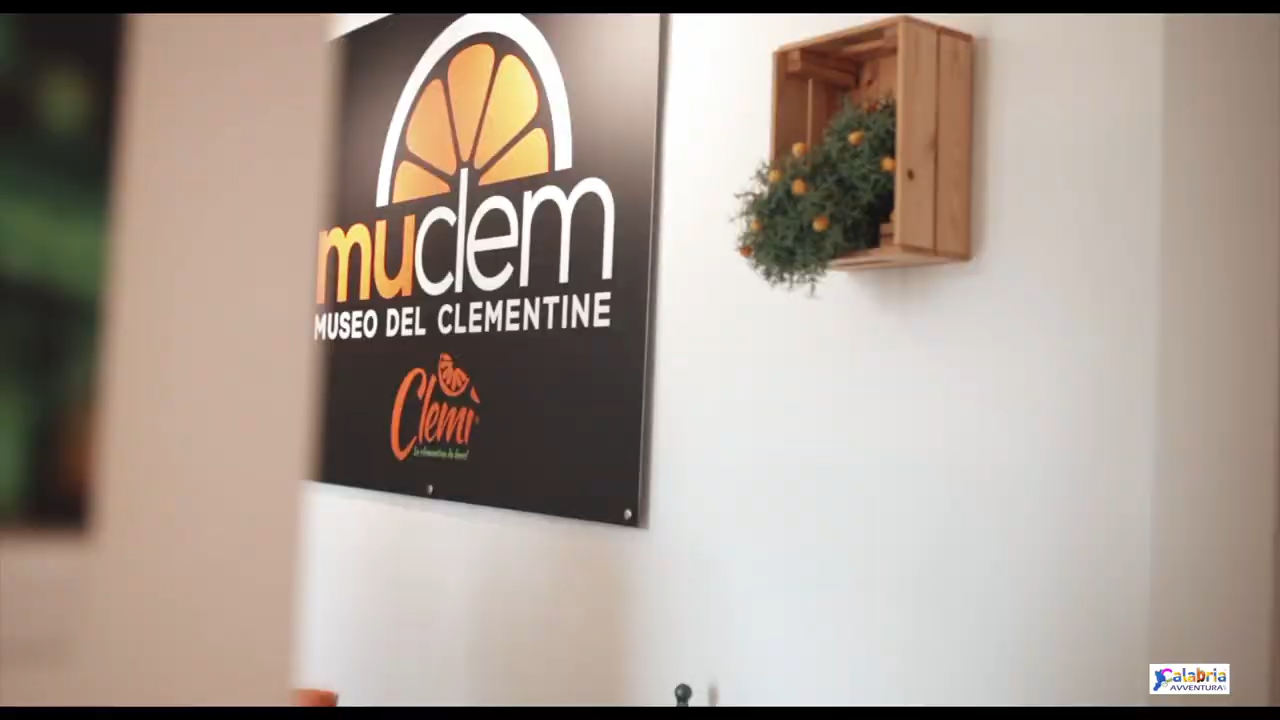 muclem
MUSEO DEL CLEMENTINE
Clemì
Calabria
AVVENTURA